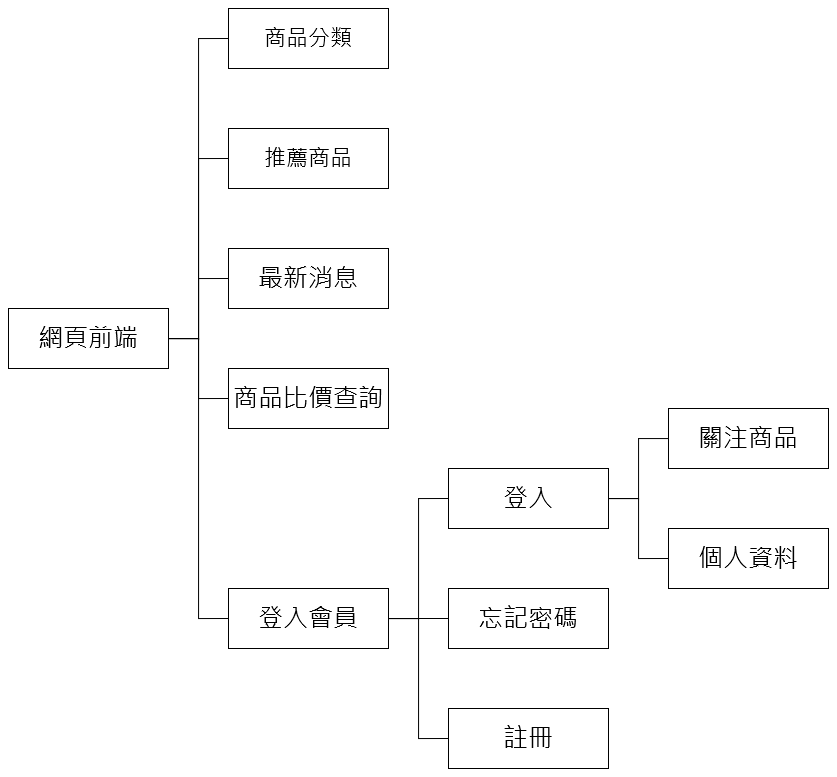 網頁前端
商品分類
推薦商品
最新消息
商品比價查詢
登入會員
登入
忘記密碼
註冊
關注商品
個人資料